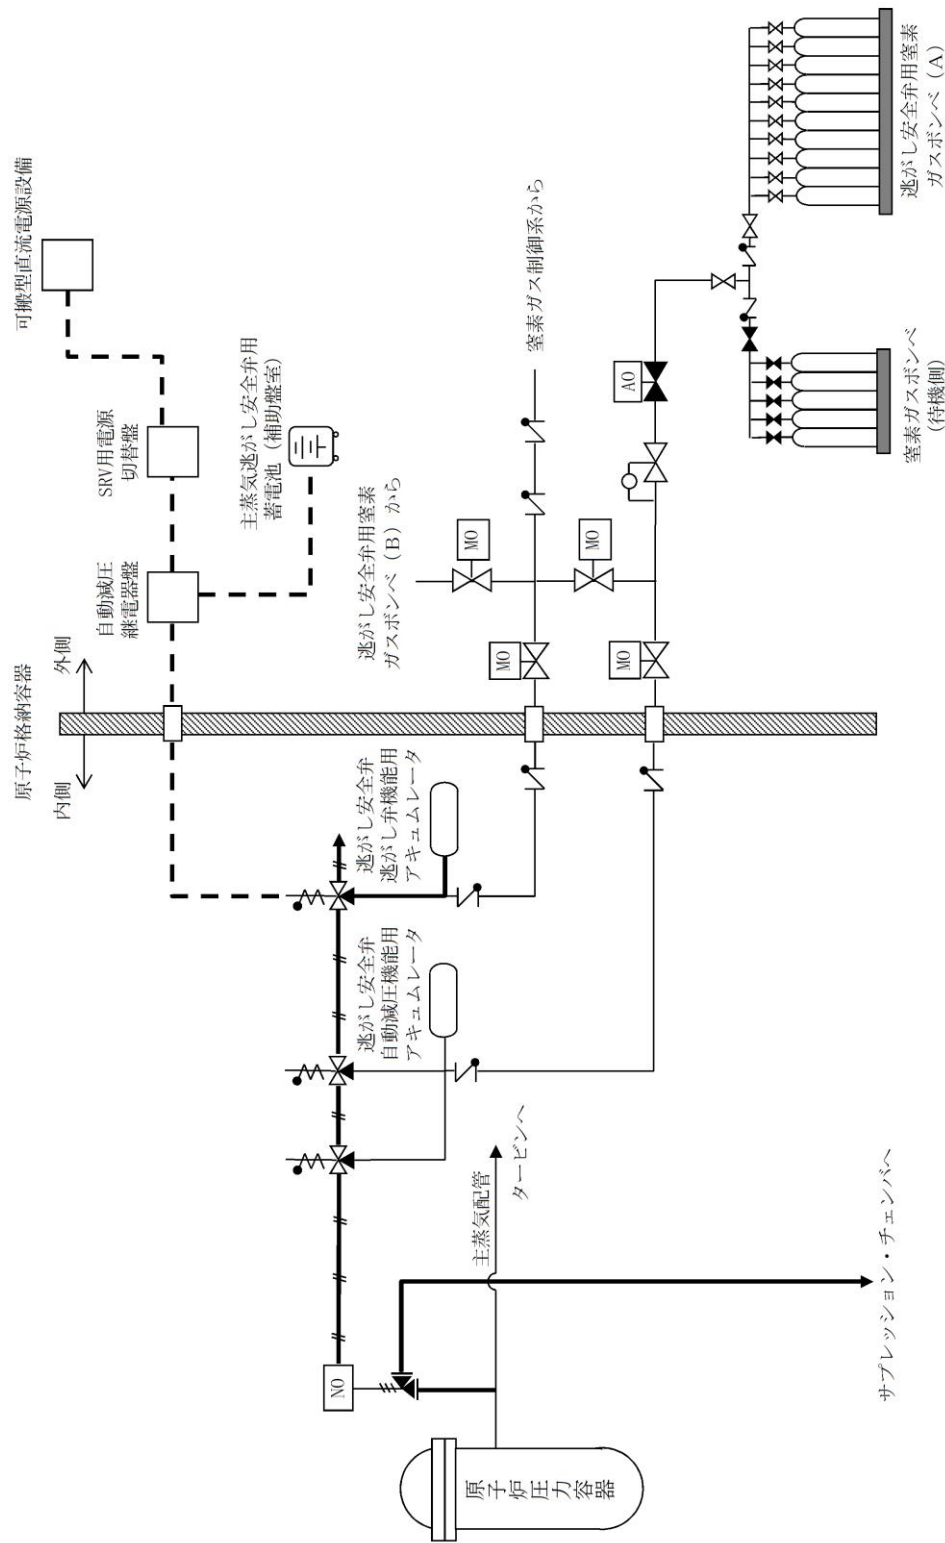 原子炉格納容器
内側
外側
自動減圧
継電器盤
SRV用電源
切替盤
可搬型直流電源設備
主蒸気逃がし安全弁用
蓄電池(補助盤室)
逃がし安全弁
逃がし弁機能用
アキュムレータ
逃がし安全弁
自動減圧機能用
アキュムレータ
逃がし安全弁用窒素
ガスボンベ(B)から
窒素ガス制御系から
MO
MO
MO
MO
AO
NO
原子炉圧力容器
主蒸気配管
タービンへ
サプレッション・チェンバへ
窒素ガスボンベ
(待機側)
逃がし安全弁用窒素
ガスボンベ(A)